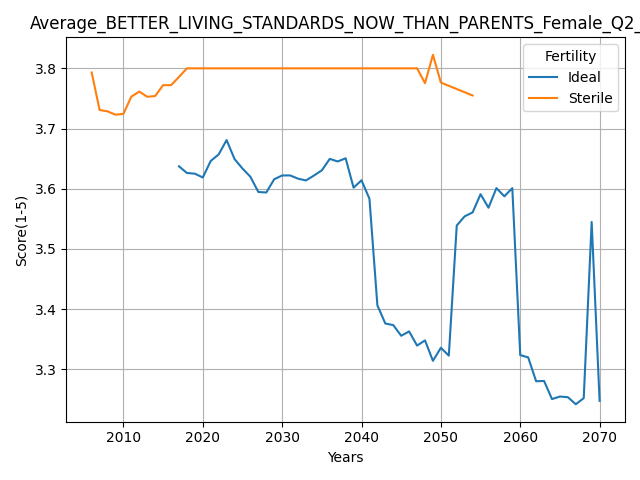 Average_BETTER_LIVING_STANDARDS_NOW_THAN_PARENTS_Female_Q2_
Fertility
Ideal
Sterile
Score(1-5)
3.8
3.7
3.6
3.5
3.4
3.3
2010 2020 2030 2040 2050 2060 2070
Years